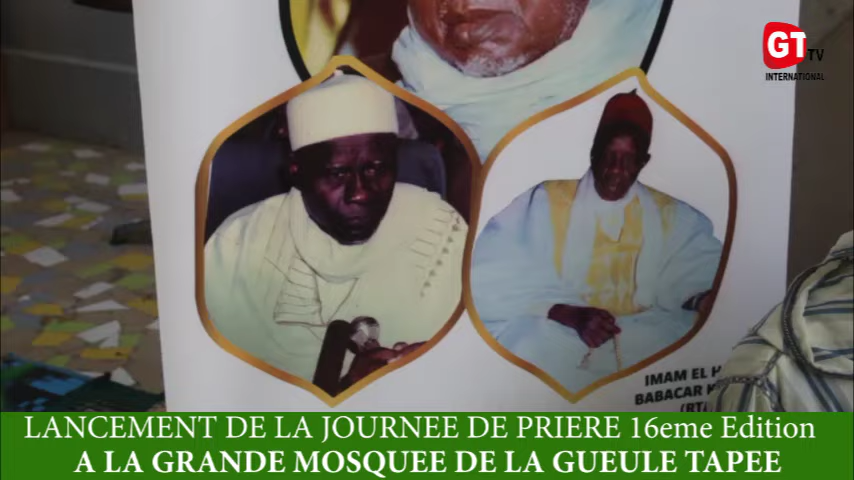 GT
TV
INTERNATIONAL
IMAM EL H
BABACAR
LANCEMENT DE LA JOURNEE DE PRIERE 16eme Edition
A LA GRANDE MOSQUEE DE LA GUEULE TAPEE